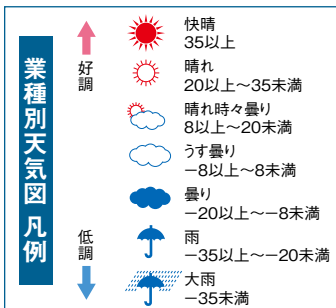 業種別天気図 凡例
好調
低調
快晴
35以上
晴れ
20以上〜35未満
晴れ時々曇り
8以上〜20未満
うす曇り
−8以上〜8未満
曇り
−20以上〜−8未満
雨
−35以上〜−20未満
大雨
−35未満